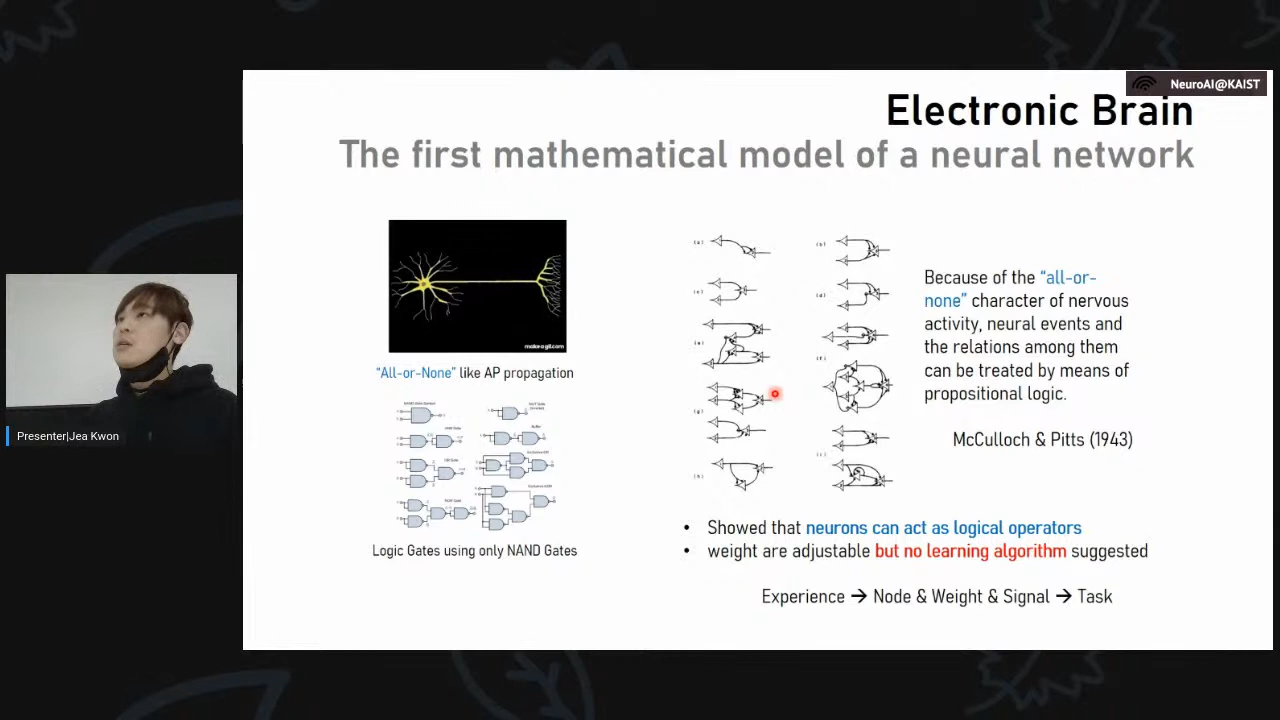 NeuroAI@KAIST
Electronic Brain
The first mathematical model of a neural network
make-a-gif.com
"All-or-None" like AP propagation
Logic Gates using only NAND Gates
(a)
(b)
(c)
(d)
(e)
(f)
(g)
(h)
(i)
Because of the "all-or-
none" character of nervous
activity, neural events and
the relations among them
can be treated by means of
propositional logic.
McCulloch & Pitts (1943)
• Showed that neurons can act as logical operators
• weight are adjustable but no learning algorithm suggested
Experience → Node & Weight & Signal → Task
Presenter|Jea Kwon